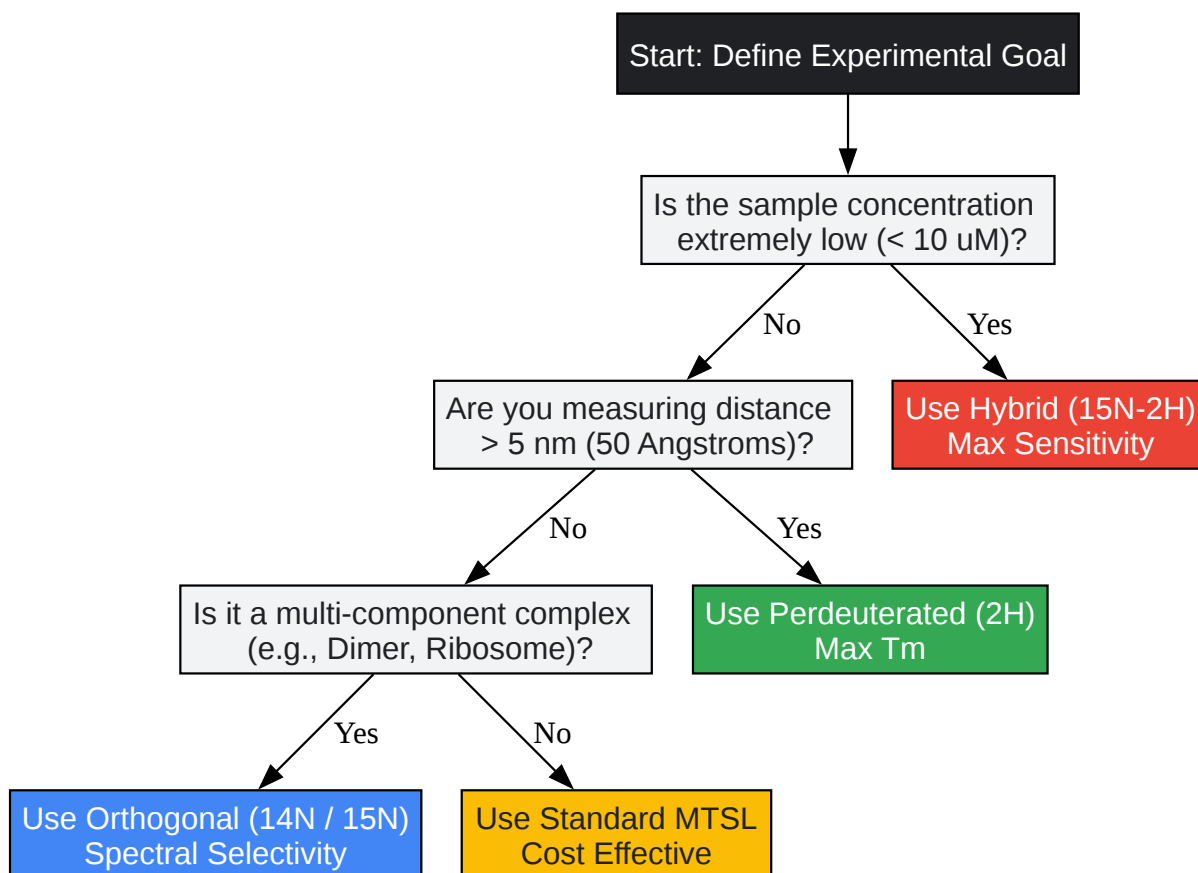 Start: Define Experimental Goal
Is the sample concentration
extremely low (< 10 uM)?
No
Yes
Are you measuring distance
> 5 nm (50 Angstroms)?
Use Hybrid (15N-2H)
Max Sensitivity
No
Yes
Is it a multi-component complex
(e.g., Dimer, Ribosome)?
Use Perdeuterated (2H)
Max Tm
Yes
No
Use Orthogonal (14N / 15N)
Spectral Selectivity
Use Standard MTSL
Cost Effective